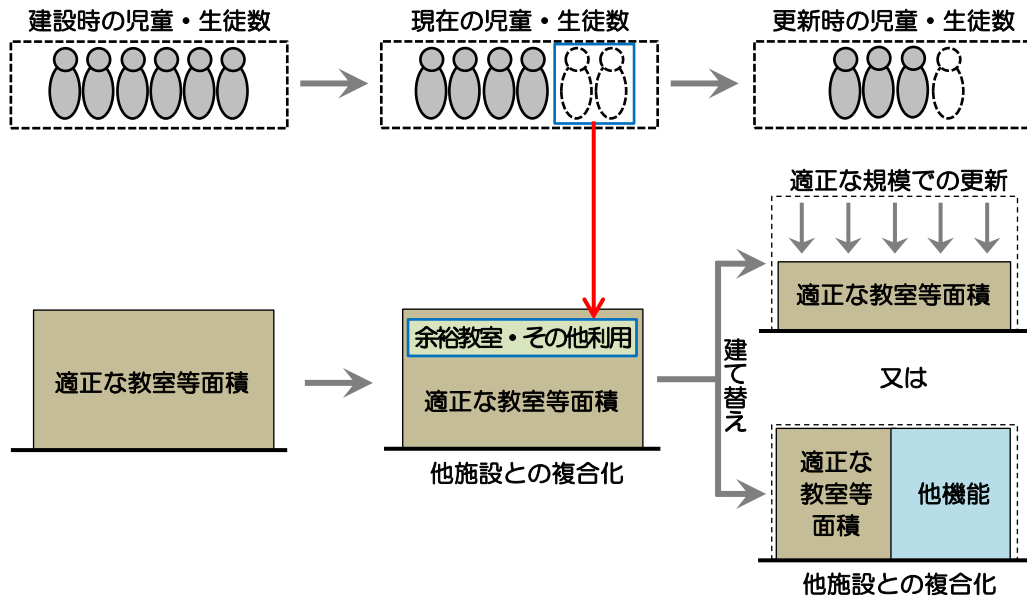 建設時の児童・生徒数
現在の児童・生徒数
更新時の児童・生徒数
適正な規模での更新
適正な教室等面積
余裕教室・その他利用
適正な教室等面積
適正な教室等面積
他施設との複合化
建て替え
又は
適正な
教室等
面積
他機能
他施設との複合化